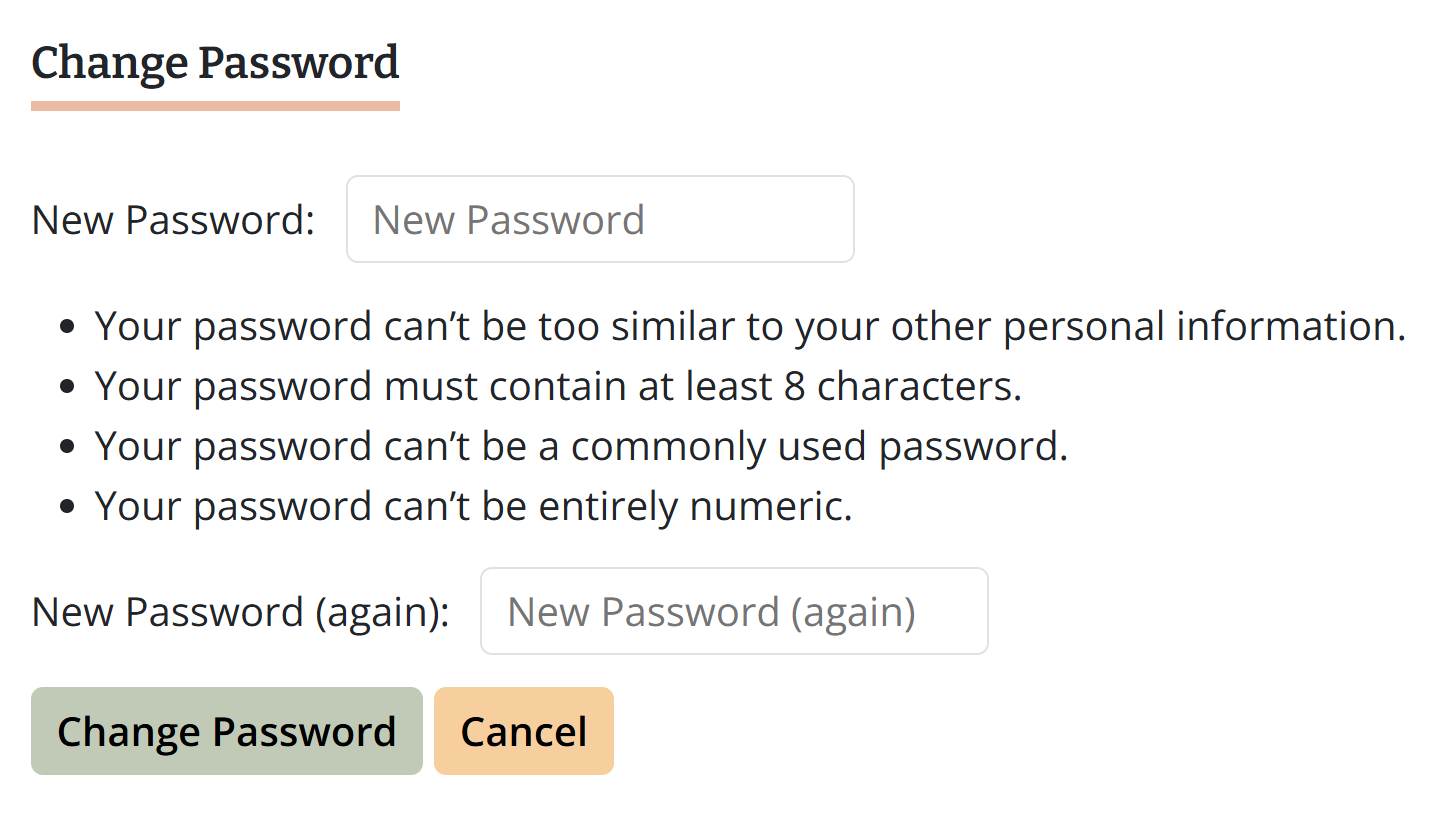 Change Password
New Password: New Password
• Your password can’t be too similar to your other personal information.
• Your password must contain at least 8 characters.
• Your password can’t be a commonly used password.
• Your password can’t be entirely numeric.
New Password (again): New Password (again)
Change Password Cancel